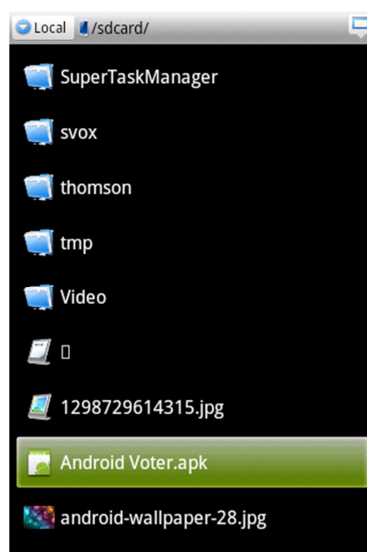 Local /sdcard/
SuperTaskManager
svox
thomson
tmp
Video
1298729614315.jpg
Android Voter.apk
android-wallpaper-28.jpg